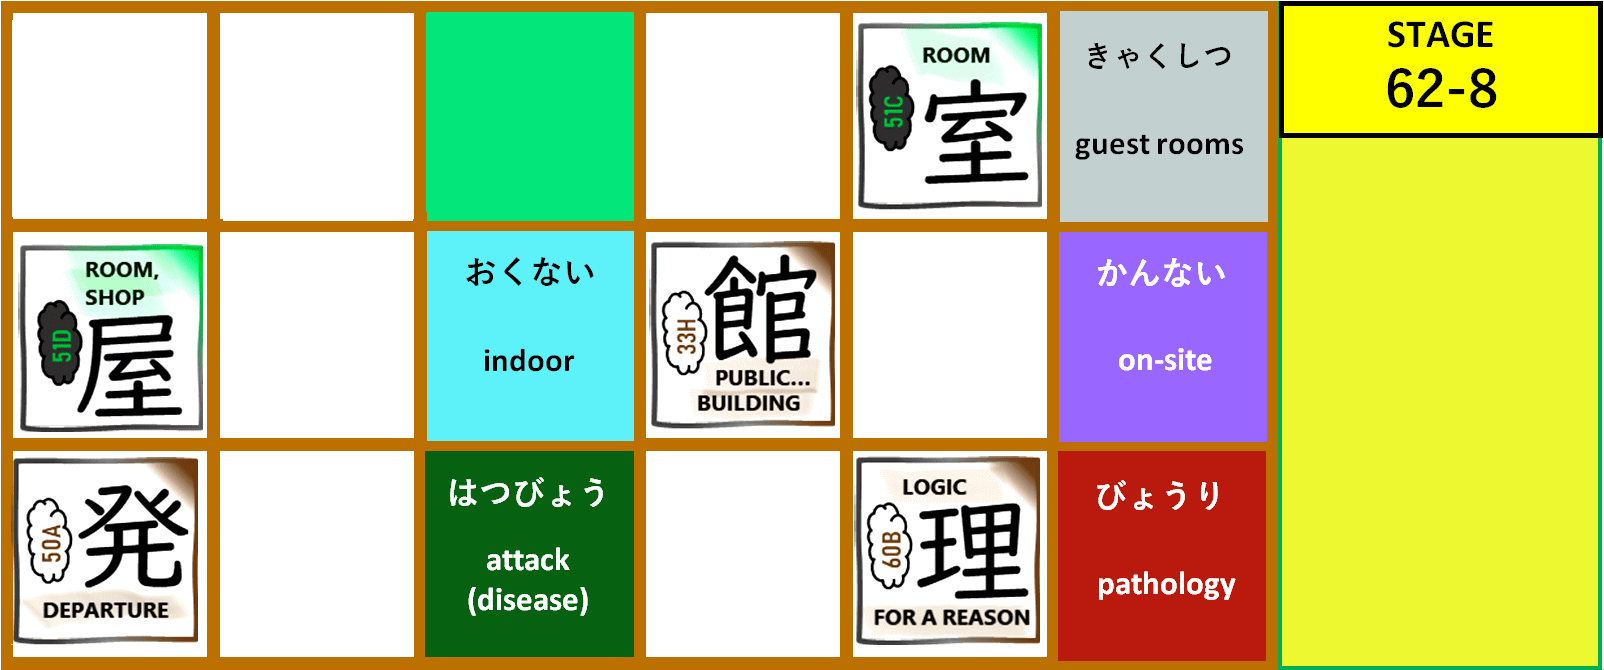 ROOM
51C
室
きゃくしつ
guest rooms
STAGE
62-8
ROOM,
SHOP
51D
屋
おくない
indoor
33H
館
PUBLIC...
BUILDING
かんない
on-site
50A
発
DEPARTURE
はつびょう
attack
(disease)
LOGIC
60B
理
FOR A REASON
びょうり
pathology